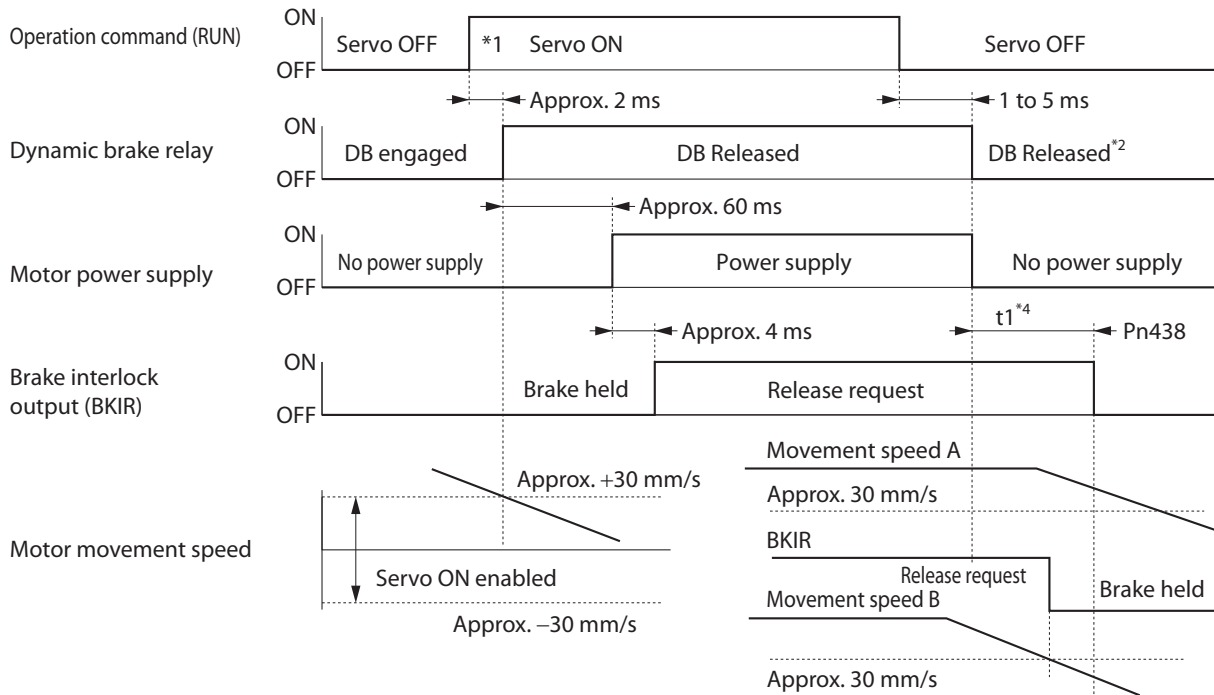 Operation command (RUN)
ON
OFF
Servo OFF
*1 Servo ON
Servo OFF
Approx. 2 ms
1 to 5 ms
Dynamic brake relay
ON
OFF
DB engaged
DB Released
DB Released*2
Approx. 60 ms
Motor power supply
ON
OFF
No power supply
Power supply
No power supply
Approx. 4 ms
t1*4
Pn438
Brake interlock
output (BKIR)
ON
OFF
Brake held
Release request
Motor movement speed
Approx. +30 mm/s
Servo ON enabled
Approx. −30 mm/s
Movement speed A
Approx. 30 mm/s
BKIR
Release request
Brake held
Movement speed B
Approx. 30 mm/s